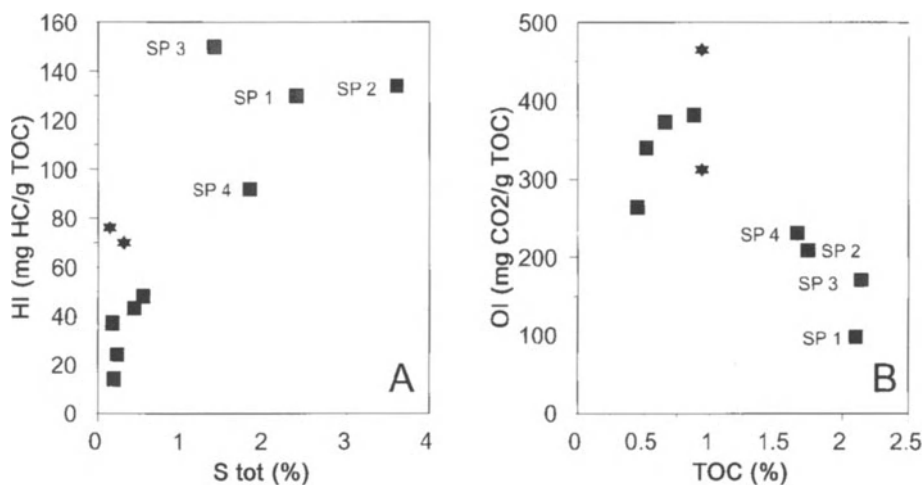 160
140
120
100
80
60
40
20
0
HI (mg HC/g TOC)
SP 3
SP 1
SP 2
SP 4
A
0
1
2
3
4
S tot (%)
500
400
300
200
100
0
OI (mg CO2/g TOC)
SP 4
SP 2
SP 3
SP 1
B
0
0.5
1
1.5
2
2.5
TOC (%)